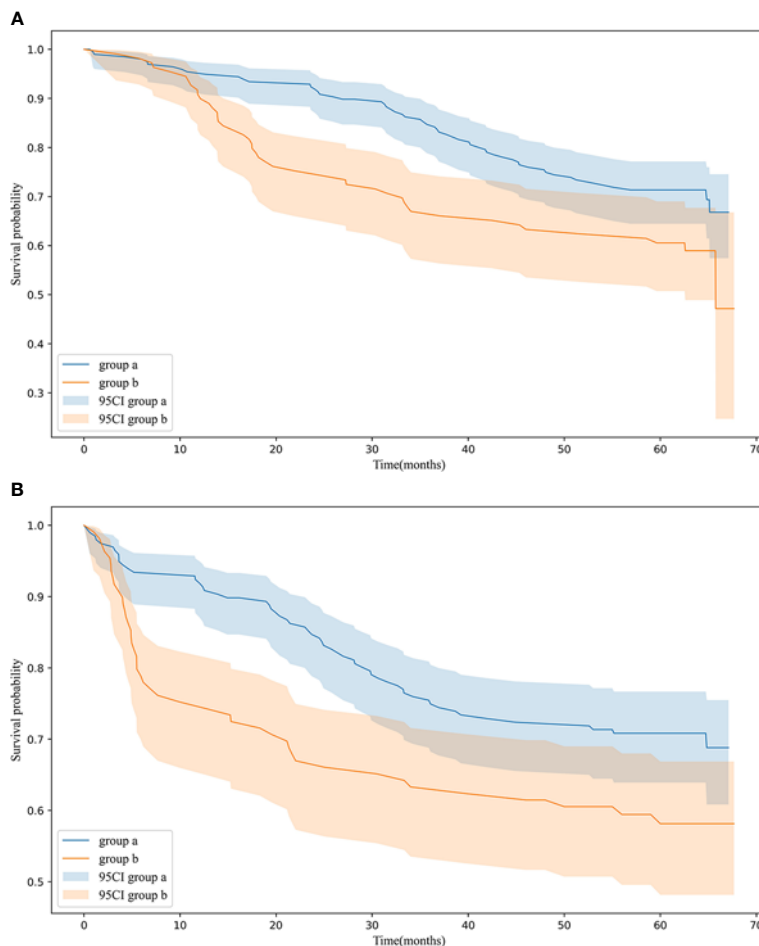 A
Survival probability
1.0
0.9
0.8
0.7
0.6
0.5
0.4
0.3
group a
group b
95CI group a
95CI group b
0 10 20 30 40 50 60 70
Time(months)
B
Survival probability
1.0
0.9
0.8
0.7
0.6
0.5
group a
group b
95CI group a
95CI group b
0 10 20 30 40 50 60 70
Time(months)